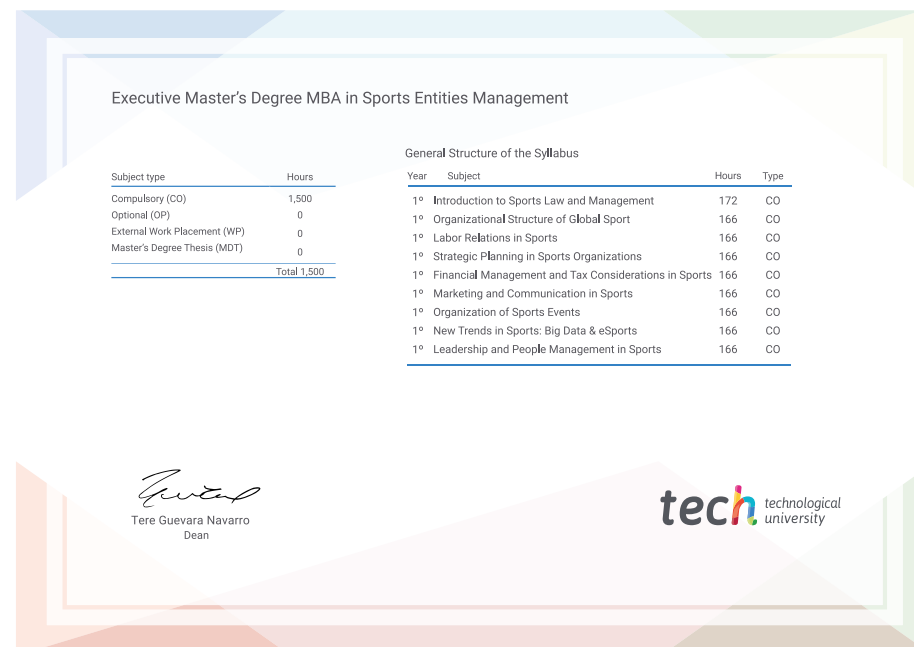 Executive Master's Degree MBA in Sports Entities Management
Subject type Hours
Compulsory (CO) 1,500
Optional (OP) 0
External Work Placement (WP) 0
Master's Degree Thesis (MDT) 0
Total 1,500
General Structure of the Syllabus
Year Subject Hours Type
1º Introduction to Sports Law and Management 172 CO
1º Organizational Structure of Global Sport 166 CO
1º Labor Relations in Sports 166 CO
1º Strategic Planning in Sports Organizations 166 CO
1º Financial Management and Tax Considerations in Sports 166 CO
1º Marketing and Communication in Sports 166 CO
1º Organization of Sports Events 166 CO
1º New Trends in Sports: Big Data & eSports 166 CO
1º Leadership and People Management in Sports 166 CO
Tere Guevara Navarro
Dean
tech technological
university